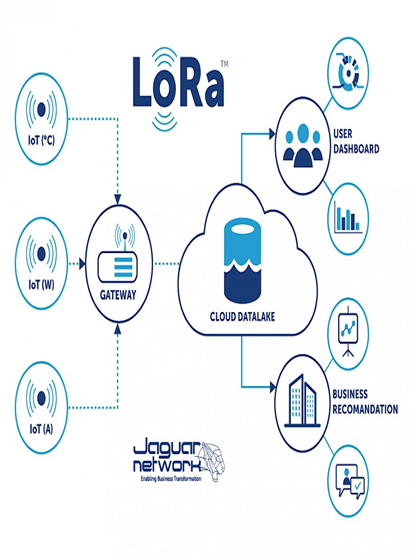 LoRa™
IoT (°C)
USER
DASHBOARD
IoT (W)
GATEWAY
CLOUD DATALAKE
IoT (A)
BUSINESS
RECOMANDATION
Jaguar
network
Enabling Business Transformation